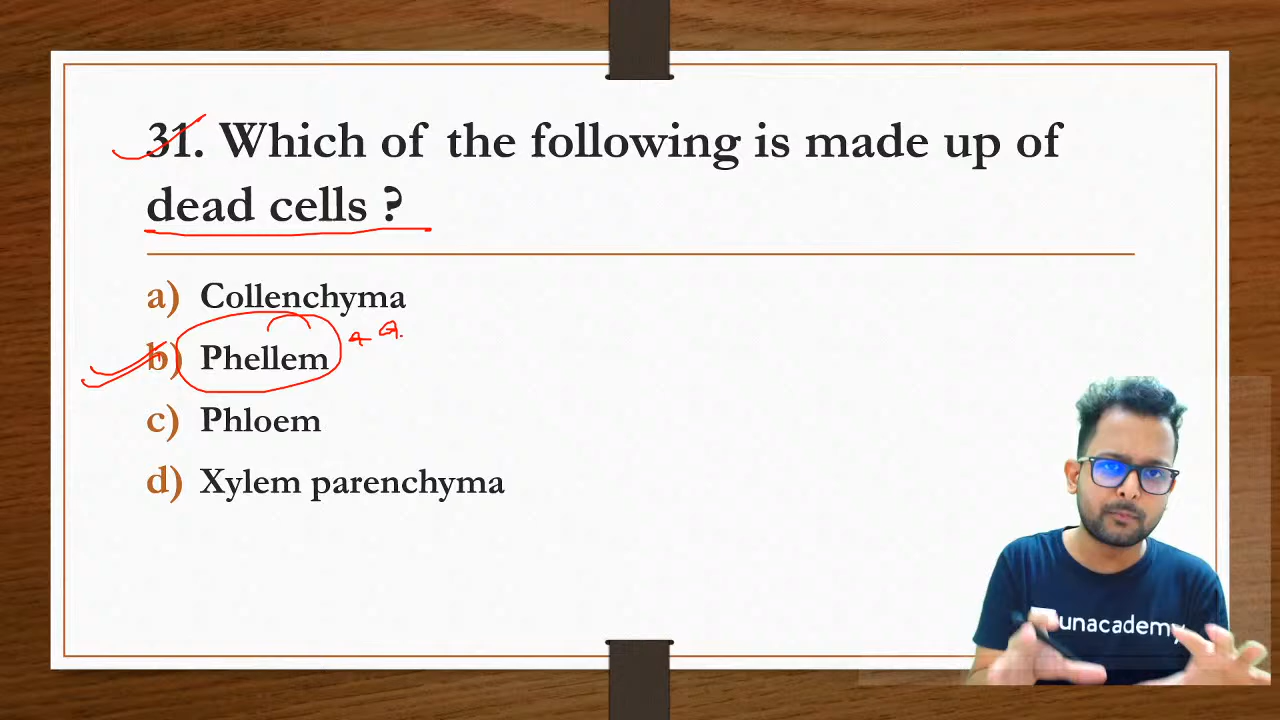 31. Which of the following is made up of
dead cells ?
a) Collenchyma
b) Phellem
c) Phloem
d) Xylem parenchyma
unacademy